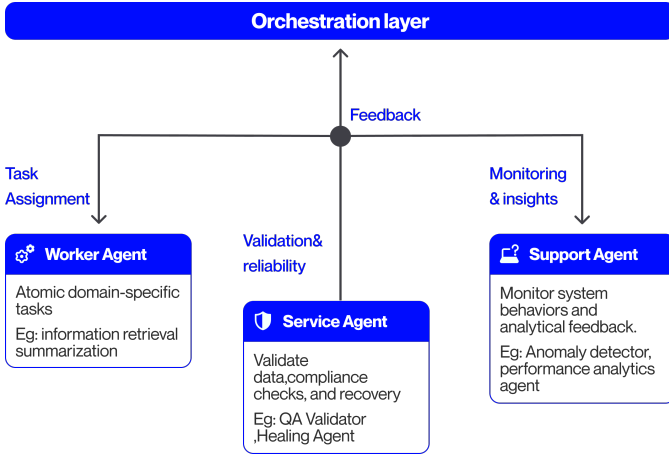 Orchestration layer
Feedback
Task
Assignment
Monitoring
& insights
Validation&
reliability
Worker Agent
Atomic domain-specific
tasks
Eg: information retrieval
summarization
Service Agent
Validate
data,compliance
checks, and recovery
Eg: QA Validator
,Healing Agent
Support Agent
Monitor system
behaviors and
analytical feedback.
Eg: Anomaly detector,
performance analytics
agent